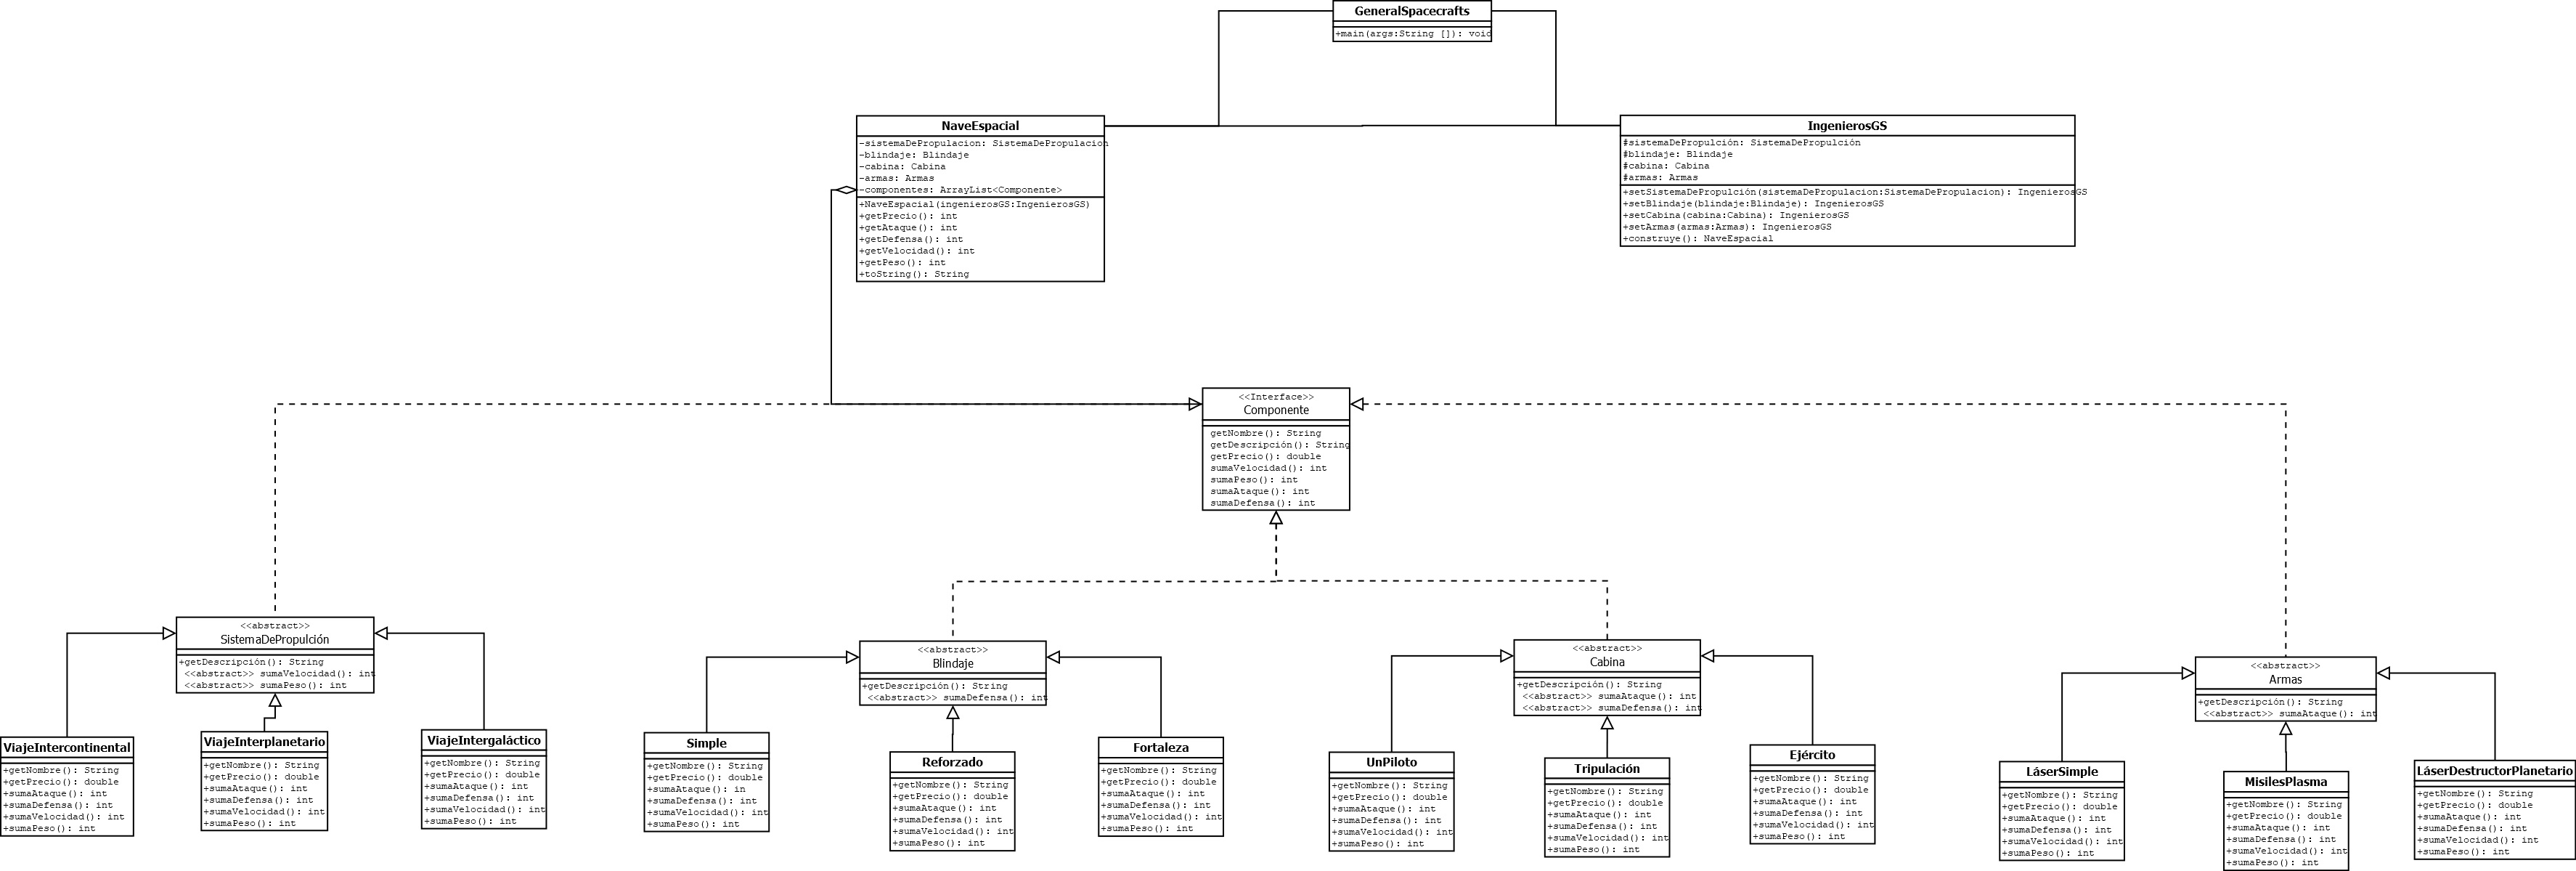 GeneralSpacecrafts
+main(args:String []): void
NaveEspacial
-sistemaDePropulacion: SistemaDePropulacion
-blindaje: Blindaje
-cabina: Cabina
-armas: Armas
-componentes: ArrayList<Componente>
+NaveEspacial(ingenierosGS:IngenierosGS)
+getPrecio(): int
+getAtaque(): int
+getDefensa(): int
+getVelocidad(): int
+getPeso(): int
+toString(): String
IngenierosGS
#sistemaDePropulción: SistemaDePropulción
#blindaje: Blindaje
#cabina: Cabina
#armas: Armas
+setSistemaDePropulción(sistemaDePropulacion:SistemaDePropulacion): IngenierosGS
+setBlindaje(blindaje:Blindaje): IngenierosGS
+setCabina(cabina:Cabina): IngenierosGS
+setArmas(armas:Armas): IngenierosGS
+construye(): NaveEspacial
<<Interface>>
Componente
getNombre(): String
getDescripción(): String
getPrecio(): double
sumaVelocidad(): int
sumaPeso(): int
sumaAtaque(): int
sumaDefensa(): int
<<abstract>>
SistemaDePropulción
+getDescripción(): String
<<abstract>> sumaVelocidad(): int
<<abstract>> sumaPeso(): int
<<abstract>>
Blindaje
+getDescripción(): String
<<abstract>> sumaDefensa(): int
<<abstract>>
Cabina
+getDescripción(): String
<<abstract>> sumaAtaque(): int
<<abstract>> sumaDefensa(): int
<<abstract>>
Armas
+getDescripción(): String
<<abstract>> sumaAtaque(): int
ViajeIntercontinental
+getNombre(): String
+getPrecio(): double
+sumaAtaque(): int
+sumaDefensa(): int
+sumaVelocidad(): int
+sumaPeso(): int
ViajeInterplanetario
+getNombre(): String
+getPrecio(): double
+sumaAtaque(): int
+sumaDefensa(): int
+sumaVelocidad(): int
+sumaPeso(): int
ViajeIntergaláctico
+getNombre(): String
+getPrecio(): double
+sumaAtaque(): int
+sumaDefensa(): int
+sumaVelocidad(): int
+sumaPeso(): int
Simple
+getNombre(): String
+getPrecio(): double
+sumaAtaque(): in
+sumaDefensa(): int
+sumaVelocidad(): int
+sumaPeso(): int
Reforzado
+getNombre(): String
+getPrecio(): double
+sumaAtaque(): int
+sumaDefensa(): int
+sumaVelocidad(): int
+sumaPeso(): int
Fortaleza
+getNombre(): String
+getPrecio(): double
+sumaAtaque(): int
+sumaDefensa(): int
+sumaVelocidad(): int
+sumaPeso(): int
UnPiloto
+getNombre(): String
+getPrecio(): double
+sumaAtaque(): int
+sumaDefensa(): int
+sumaVelocidad(): int
+sumaPeso(): int
Tripulación
+getNombre(): String
+getPrecio(): double
+sumaAtaque(): int
+sumaDefensa(): int
+sumaVelocidad(): int
+sumaPeso(): int
Ejército
+getNombre(): String
+getPrecio(): double
+sumaAtaque(): int
+sumaDefensa(): int
+sumaVelocidad(): int
+sumaPeso(): int
LáserSimple
+getNombre(): String
+getPrecio(): double
+sumaAtaque(): int
+sumaDefensa(): int
+sumaVelocidad(): int
+sumaPeso(): int
MisilesPlasma
+getNombre(): String
+getPrecio(): double
+sumaAtaque(): int
+sumaDefensa(): int
+sumaVelocidad(): int
+sumaPeso(): int
LáserDestructorPlanetario
+getNombre(): String
+getPrecio(): double
+sumaAtaque(): int
+sumaDefensa(): int
+sumaVelocidad(): int
+sumaPeso(): int